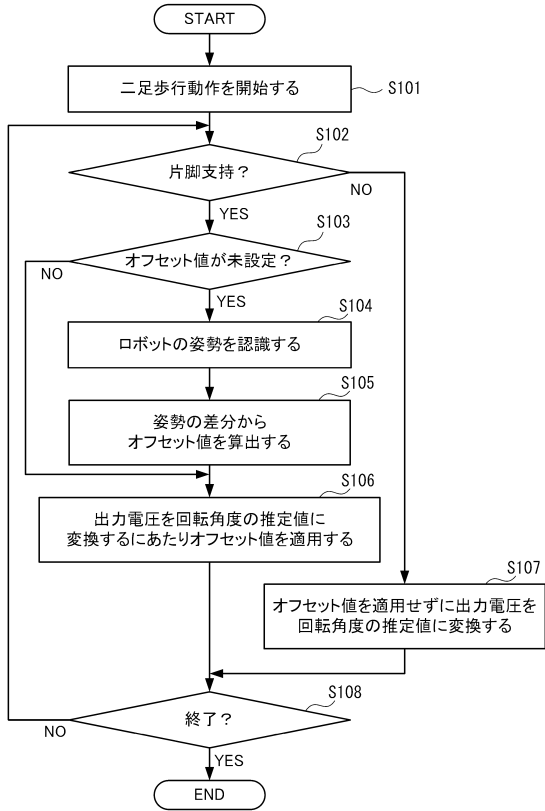 START
二足歩行動作を開始する
S101
S102
片脚支持？
NO
YES
S103
オフセット値が未設定？
NO
YES
S104
ロボットの姿勢を認識する
S105
姿勢の差分から
オフセット値を算出する
S106
出力電圧を回転角度の推定値に
変換するにあたりオフセット値を適用する
S107
オフセット値を適用せずに出力電圧を
回転角度の推定値に変換する
S108
終了？
NO
YES
END